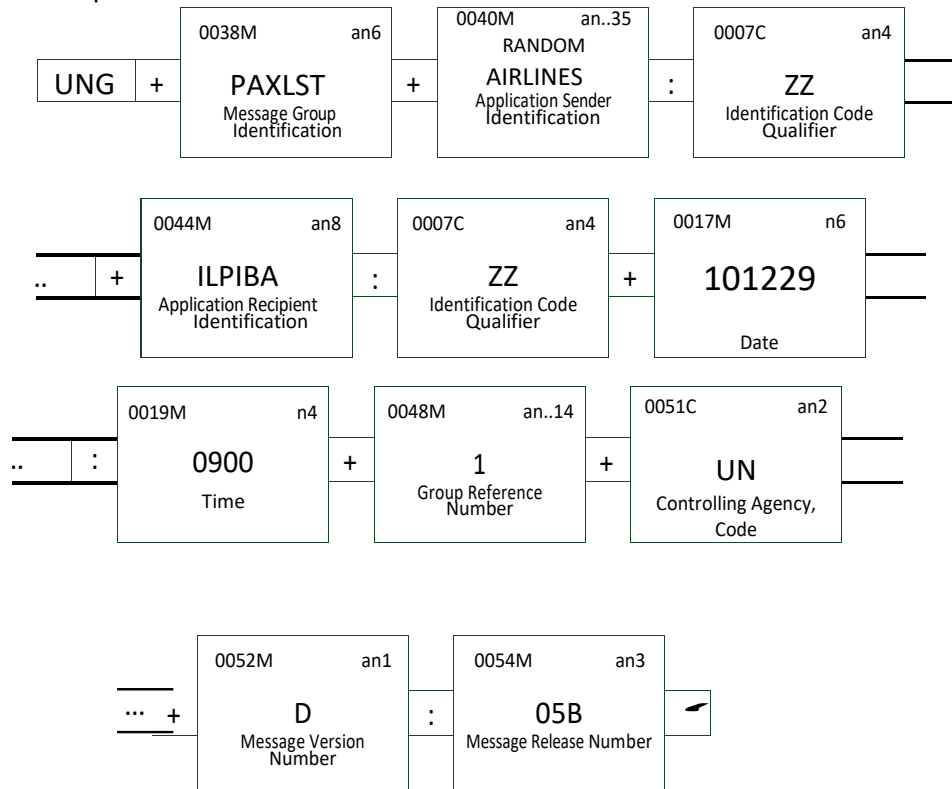 0038M an6
PAXLST
Message Group
Identification
0040M an..35
RANDOM
AIRLINES
Application Sender
Identification
0007C an4
ZZ
Identification Code
Qualifier
UNG + + :
0044M an8
ILPIBA
Application Recipient
Identification
0007C an4
ZZ
Identification Code
Qualifier
0017M n6
101229
Date
.. + : +
0019M n4
0900
Time
0048M an..14
1
Group Reference
Number
0051C an2
UN
Controlling Agency,
Code
.. : + +
0052M an1
D
Message Version
Number
0054M an3
05B
Message Release Number
... + :